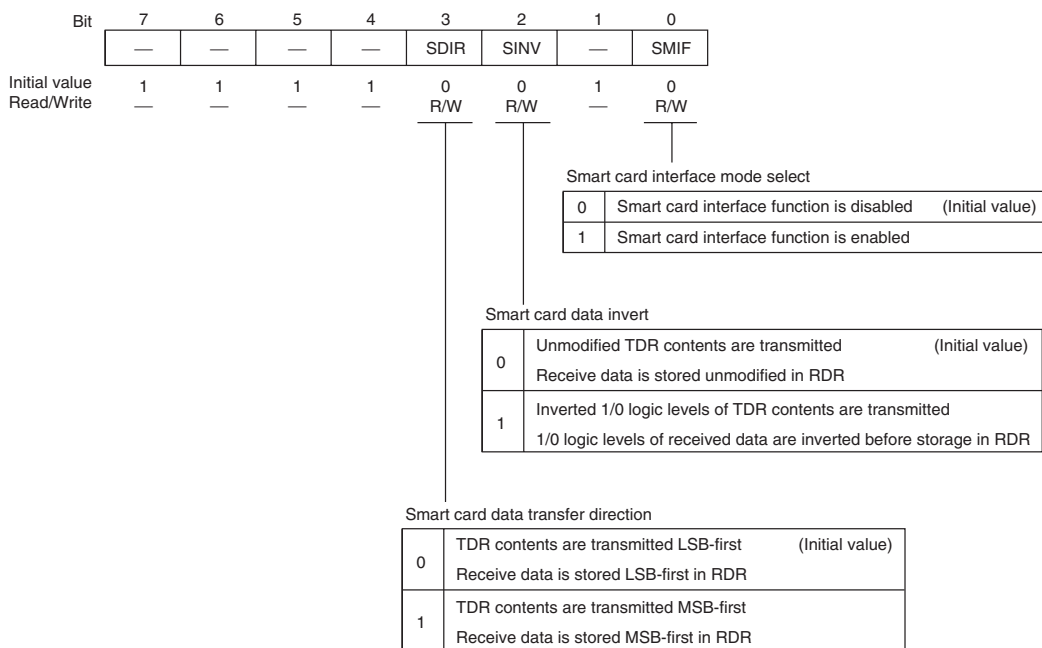 Bit 7 6 5 4 3 2 1 0
— — — — SDIR SINV — SMIF
Initial value 1 1 1 1 0 0 1 0
Read/Write — — — — R/W R/W — R/W
Smart card interface mode select
0 Smart card interface function is disabled (Initial value)
1 Smart card interface function is enabled
Smart card data invert
0 Unmodified TDR contents are transmitted (Initial value)
Receive data is stored unmodified in RDR
1 Inverted 1/0 logic levels of TDR contents are transmitted
1/0 logic levels of received data are inverted before storage in RDR
Smart card data transfer direction
0 TDR contents are transmitted LSB-first (Initial value)
Receive data is stored LSB-first in RDR
1 TDR contents are transmitted MSB-first
Receive data is stored MSB-first in RDR